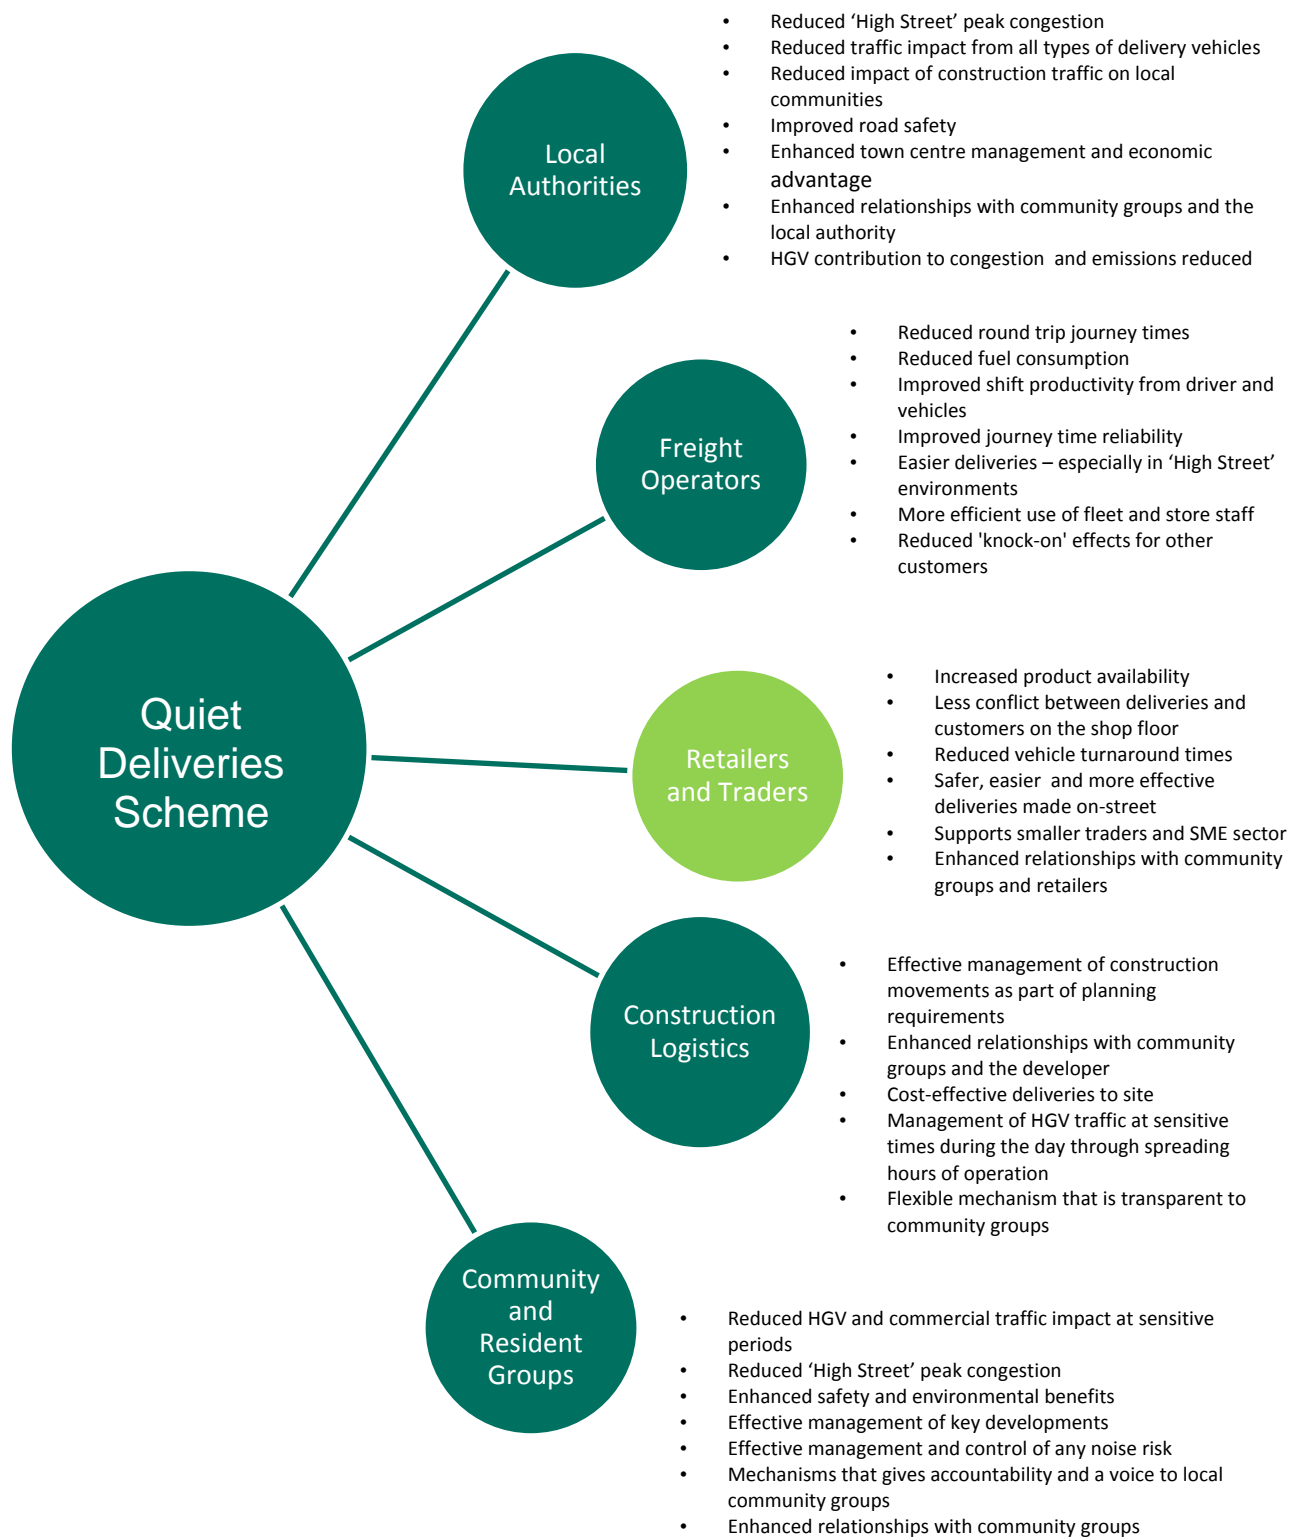 • Reduced ‘High Street’ peak congestion
• Reduced traffic impact from all types of delivery vehicles
• Reduced impact of construction traffic on local
communities
• Improved road safety
• Enhanced town centre management and economic
advantage
• Enhanced relationships with community groups and the
local authority
• HGV contribution to congestion  and emissions reduced
Local
Authorities
• Reduced round trip journey times
• Reduced fuel consumption
• Improved shift productivity from driver and
vehicles
• Improved journey time reliability
• Easier deliveries – especially in ‘High Street’
environments
• More efficient use of fleet and store staff
• Reduced 'knock-on' effects for other
customers
Freight
Operators
Quiet
Deliveries
Scheme
• Increased product availability
• Less conflict between deliveries and
customers on the shop floor
• Reduced vehicle turnaround times
• Safer, easier  and more effective
deliveries made on-street
• Supports smaller traders and SME sector
• Enhanced relationships with community
groups and retailers
Retailers
and Traders
• Effective management of construction
movements as part of planning
requirements
• Enhanced relationships with community
groups and the developer
• Cost-effective deliveries to site
• Management of HGV traffic at sensitive
times during the day through spreading
hours of operation
• Flexible mechanism that is transparent to
community groups
Construction
Logistics
Community
and
Resident
Groups
• Reduced HGV and commercial traffic impact at sensitive
periods
• Reduced ‘High Street’ peak congestion
• Enhanced safety and environmental benefits
• Effective management of key developments
• Effective management and control of any noise risk
• Mechanisms that gives accountability and a voice to local
community groups
• Enhanced relationships with community groups